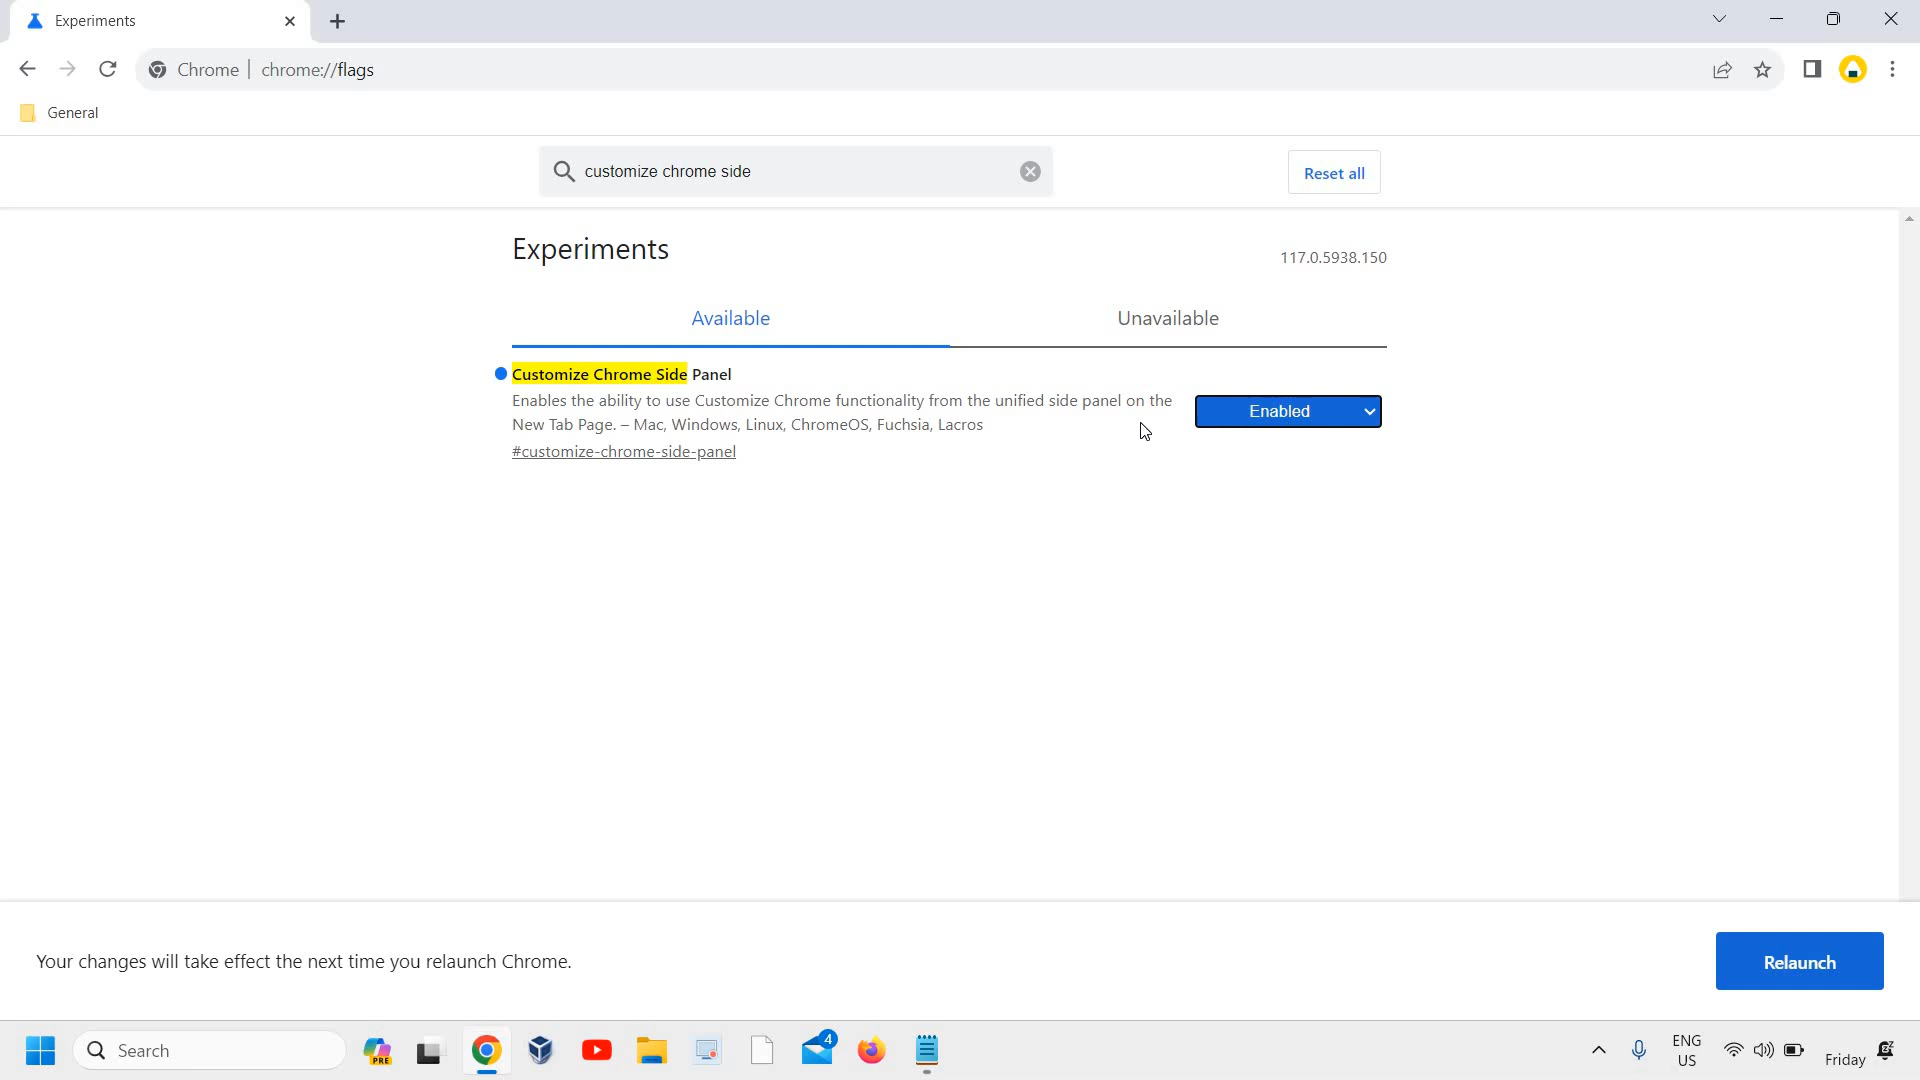 Experiments
Chrome
chrome://flags
General
customize chrome side
Reset all
Experiments
117.0.5938.150
Available
Unavailable
Customize Chrome Side Panel
Enables the ability to use Customize Chrome functionality from the unified side panel on the
New Tab Page. – Mac, Windows, Linux, ChromeOS, Fuchsia, Lacros
#customize-chrome-side-panel
Enabled
Your changes will take effect the next time you relaunch Chrome.
Relaunch
Search
PRE
4
ENG
US
Friday